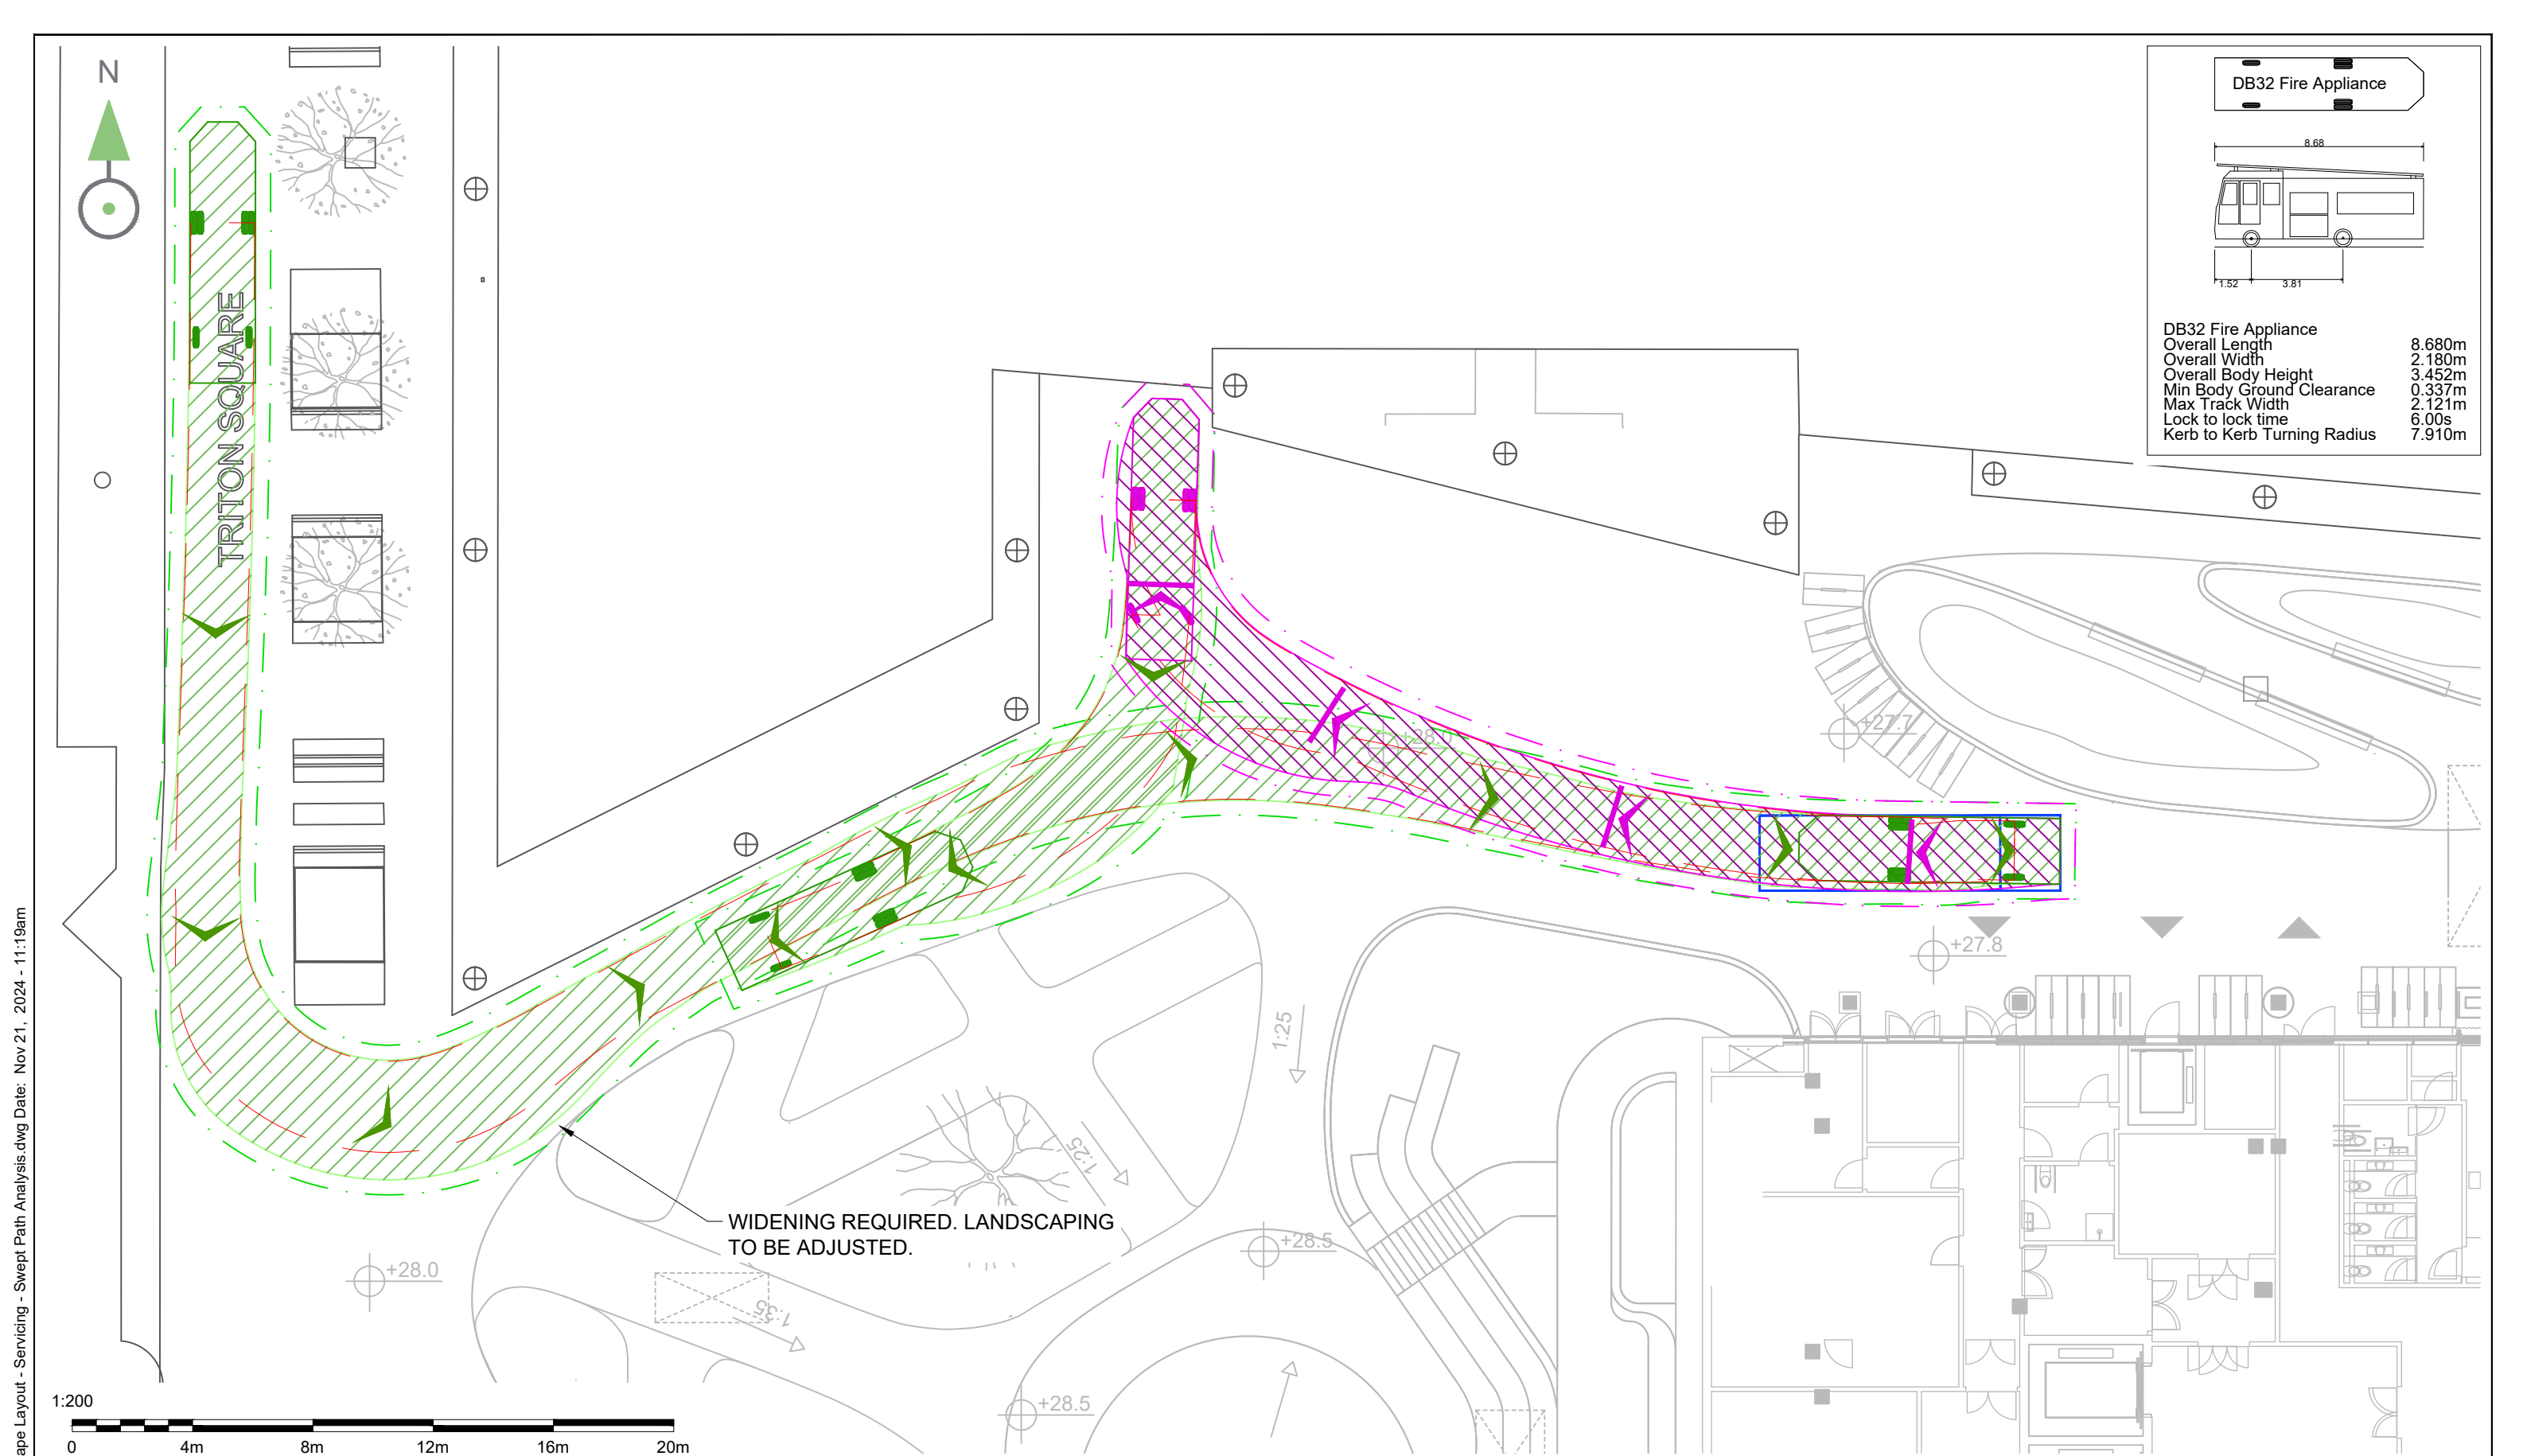 N
DB32 Fire Appliance
8.68
1.52 3.81
DB32 Fire Appliance
Overall Length 8.680m
Overall Width 2.180m
Overall Body Height 3.452m
Min Body Ground Clearance 0.337m
Max Track Width 2.121m
Lock to lock time 6.00s
Kerb to Kerb Turning Radius 7.910m
TRITON SQUARE
+27.7
+27.8
1:25
1:25
WIDENING REQUIRED. LANDSCAPING
TO BE ADJUSTED.
+28.5
+28.0
1:35
+28.5
1:200
0 4m 8m 12m 16m 20m
ape Layout - Servicing - Swept Path Analysis.dwg Date: Nov 21, 2024 - 11:19am